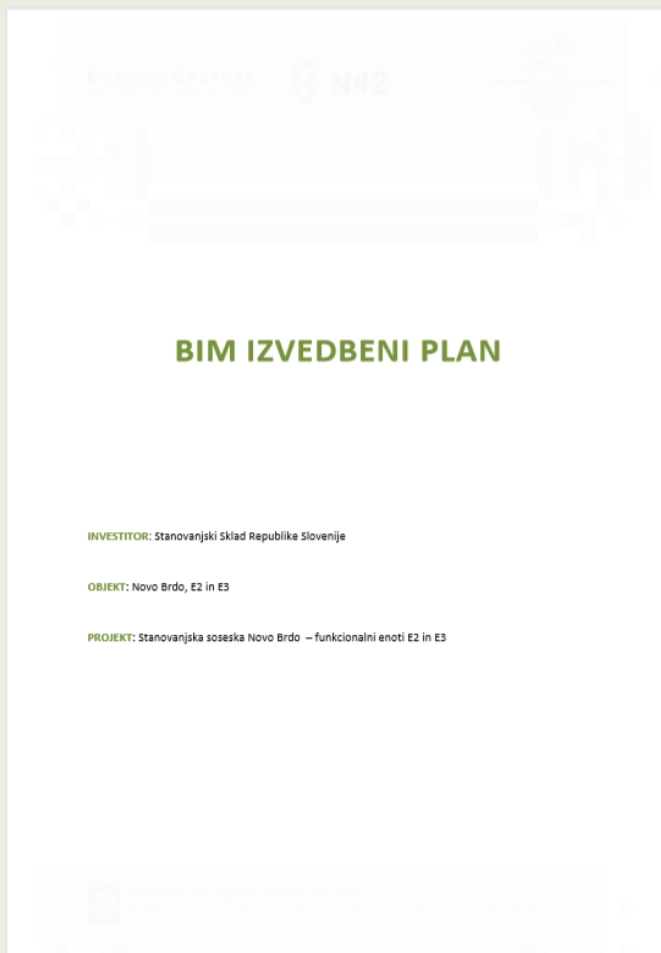 N42
BIM IZVEDBENI PLAN
INVESTITOR: Stanovanjski Sklad Republike Slovenije
OBJEKT: Novo Brdo, E2 in E3
PROJEKT: Stanovanjska soseska Novo Brdo – funkcionalni enoti E2 in E3